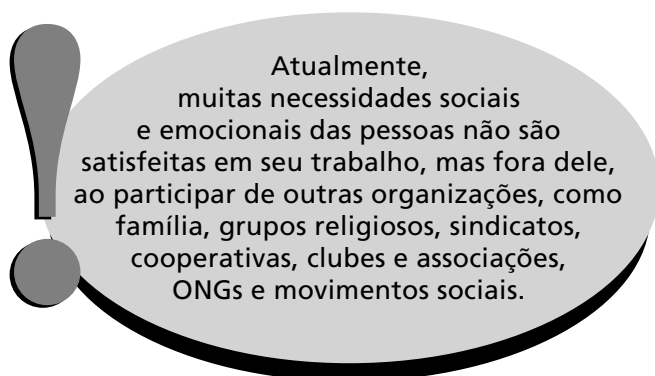 Atualmente,
muitas necessidades sociais
e emocionais das pessoas não são
satisfeitas em seu trabalho, mas fora dele,
ao participar de outras organizações, como
família, grupos religiosos, sindicatos,
cooperativas, clubes e associações,
ONGs e movimentos sociais.